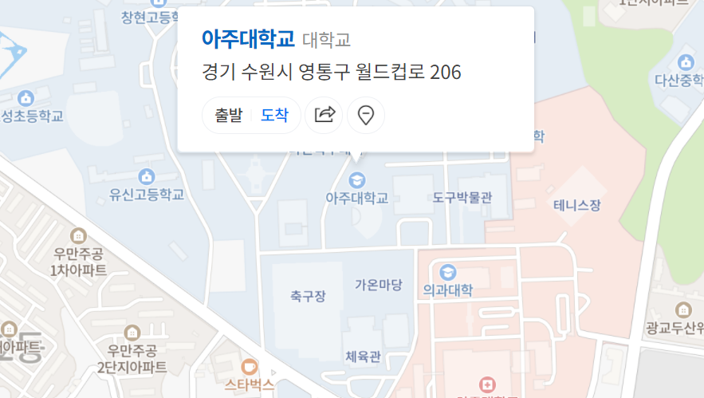 창현고등학
1단지아파트
아주대학교 대학교
경기 수원시 영통구 월드컵로 206
출발 도착
다산중학
성초등학교
유신고등학교
아주대학교
도구박물관
테니스장
우만주공
1차아파트
축구장
가온마당
의과대학
광교두산위
우만주공
2단지아파트
체육관
스타벅스